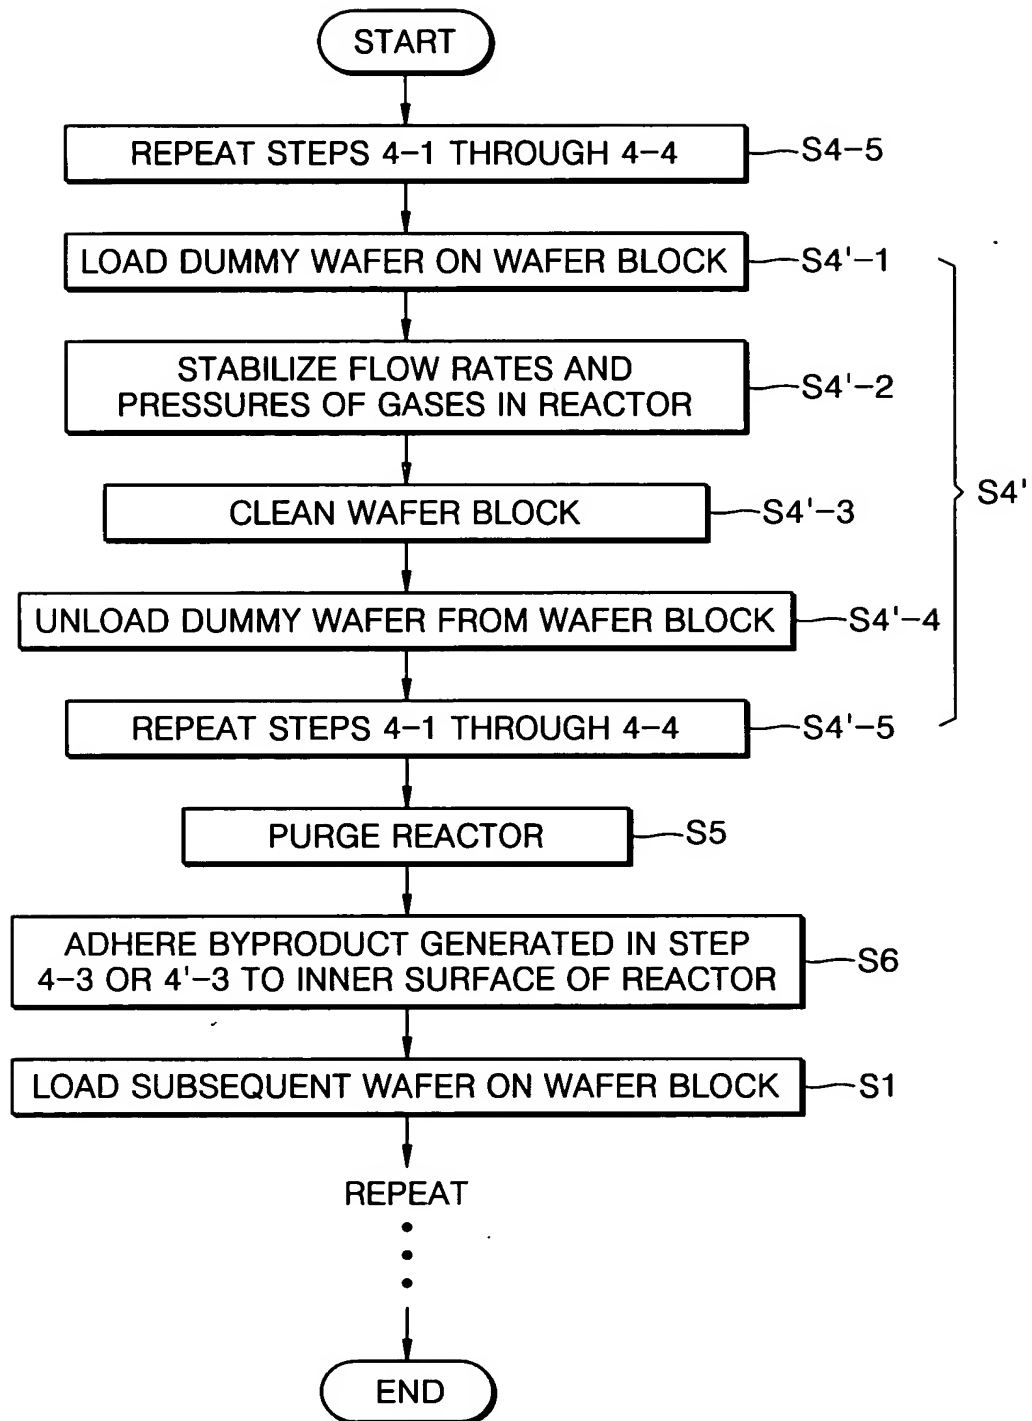 START
REPEAT STEPS 4-1 THROUGH 4-4
S4-5
LOAD DUMMY WAFER ON WAFER BLOCK
S4'-1
STABILIZE FLOW RATES AND
PRESSURES OF GASES IN REACTOR
S4'-2
CLEAN WAFER BLOCK
S4'-3
S4'
UNLOAD DUMMY WAFER FROM WAFER BLOCK
S4'-4
REPEAT STEPS 4-1 THROUGH 4-4
S4'-5
PURGE REACTOR
S5
ADHERE BYPRODUCT GENERATED IN STEP
4-3 OR 4'-3 TO INNER SURFACE OF REACTOR
S6
LOAD SUBSEQUENT WAFER ON WAFER BLOCK
S1
REPEAT
END